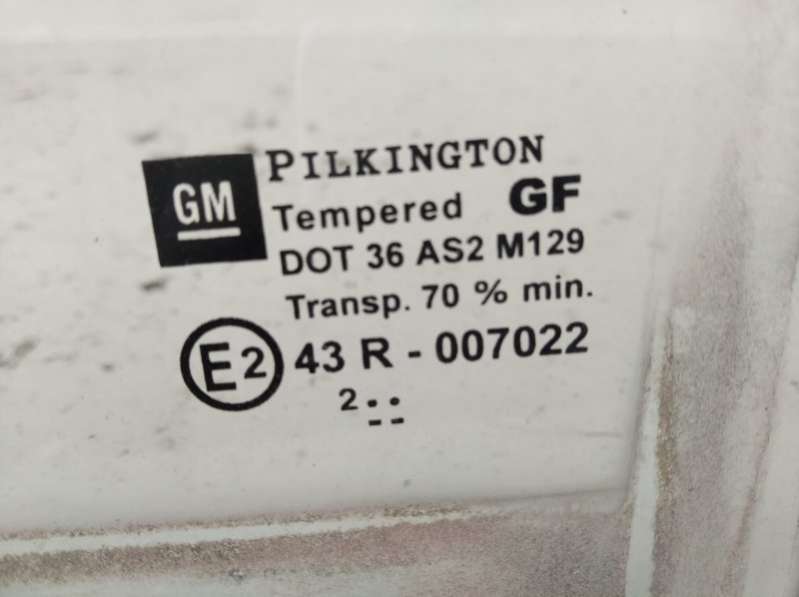 GM
PILKINGTON
Tempered GF
DOT 36 AS2 M129
Transp. 70 % min.
E2 43 R - 007022
2..
--